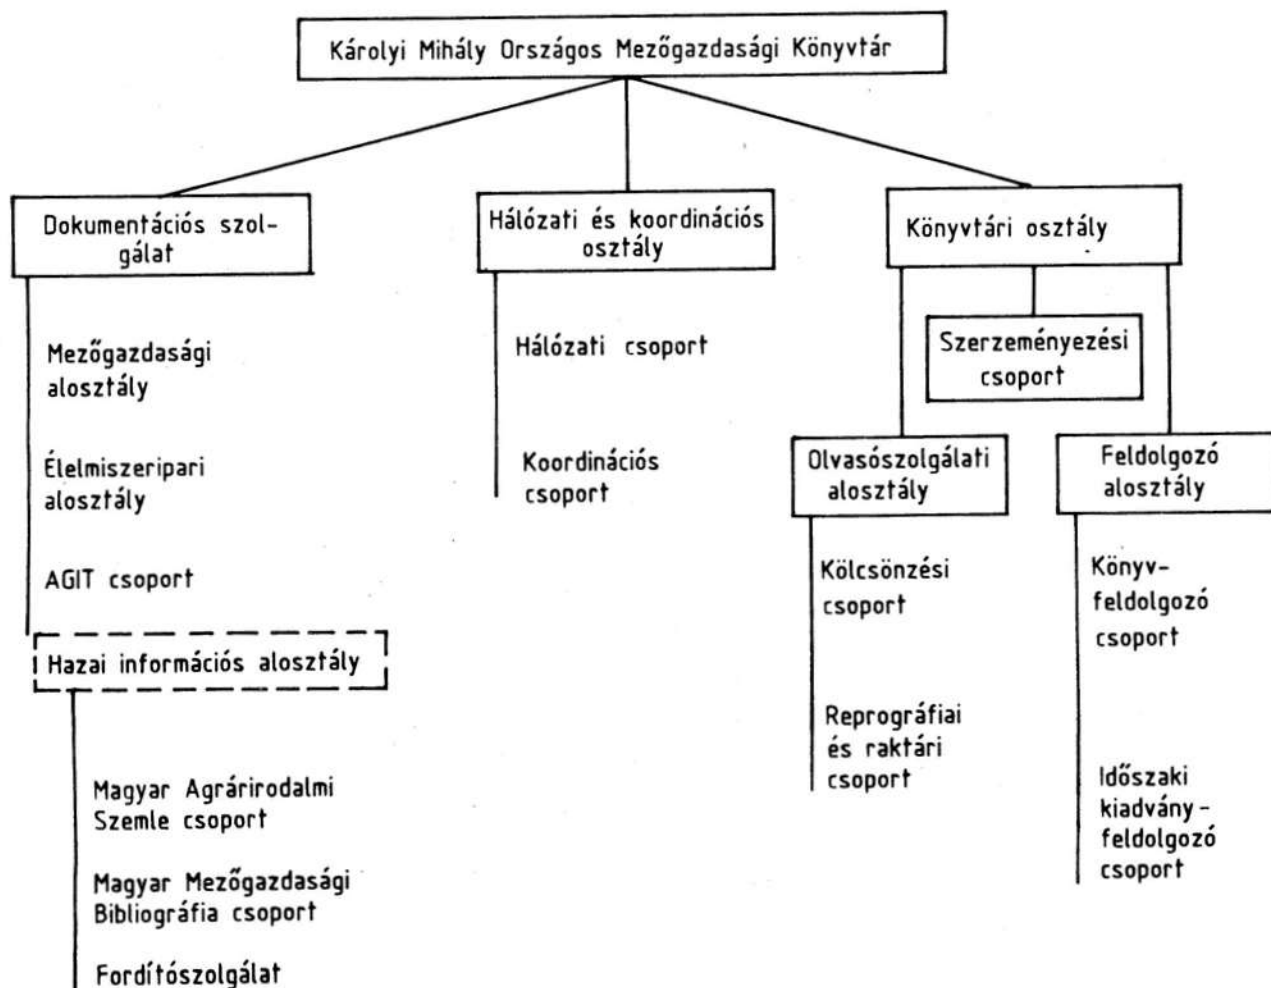 Károlyi Mihály Országos Mezőgazdasági Könyvtár
Dokumentációs szol-
gálat
Mezőgazdasági
alosztály
Élelmiszeripari
alosztály
AGIT csoport
Hazai információs alosztály
Magyar Agrárirodalmi
Szemle csoport
Magyar Mezőgazdasági
Bibliográfia csoport
Fordítószolgálat
Hálózati és koordinációs
osztály
Hálózati csoport
Koordinációs
csoport
Könyvtári osztály
Szerzeményezési
csoport
Olvasószolgálati
alosztály
Kölcsönzési
csoport
Reprográfiai
és raktári
csoport
Feldolgozó
alosztály
Könyv-
feldolgozó
csoport
Időszaki
kiadvány-
feldolgozó
csoport